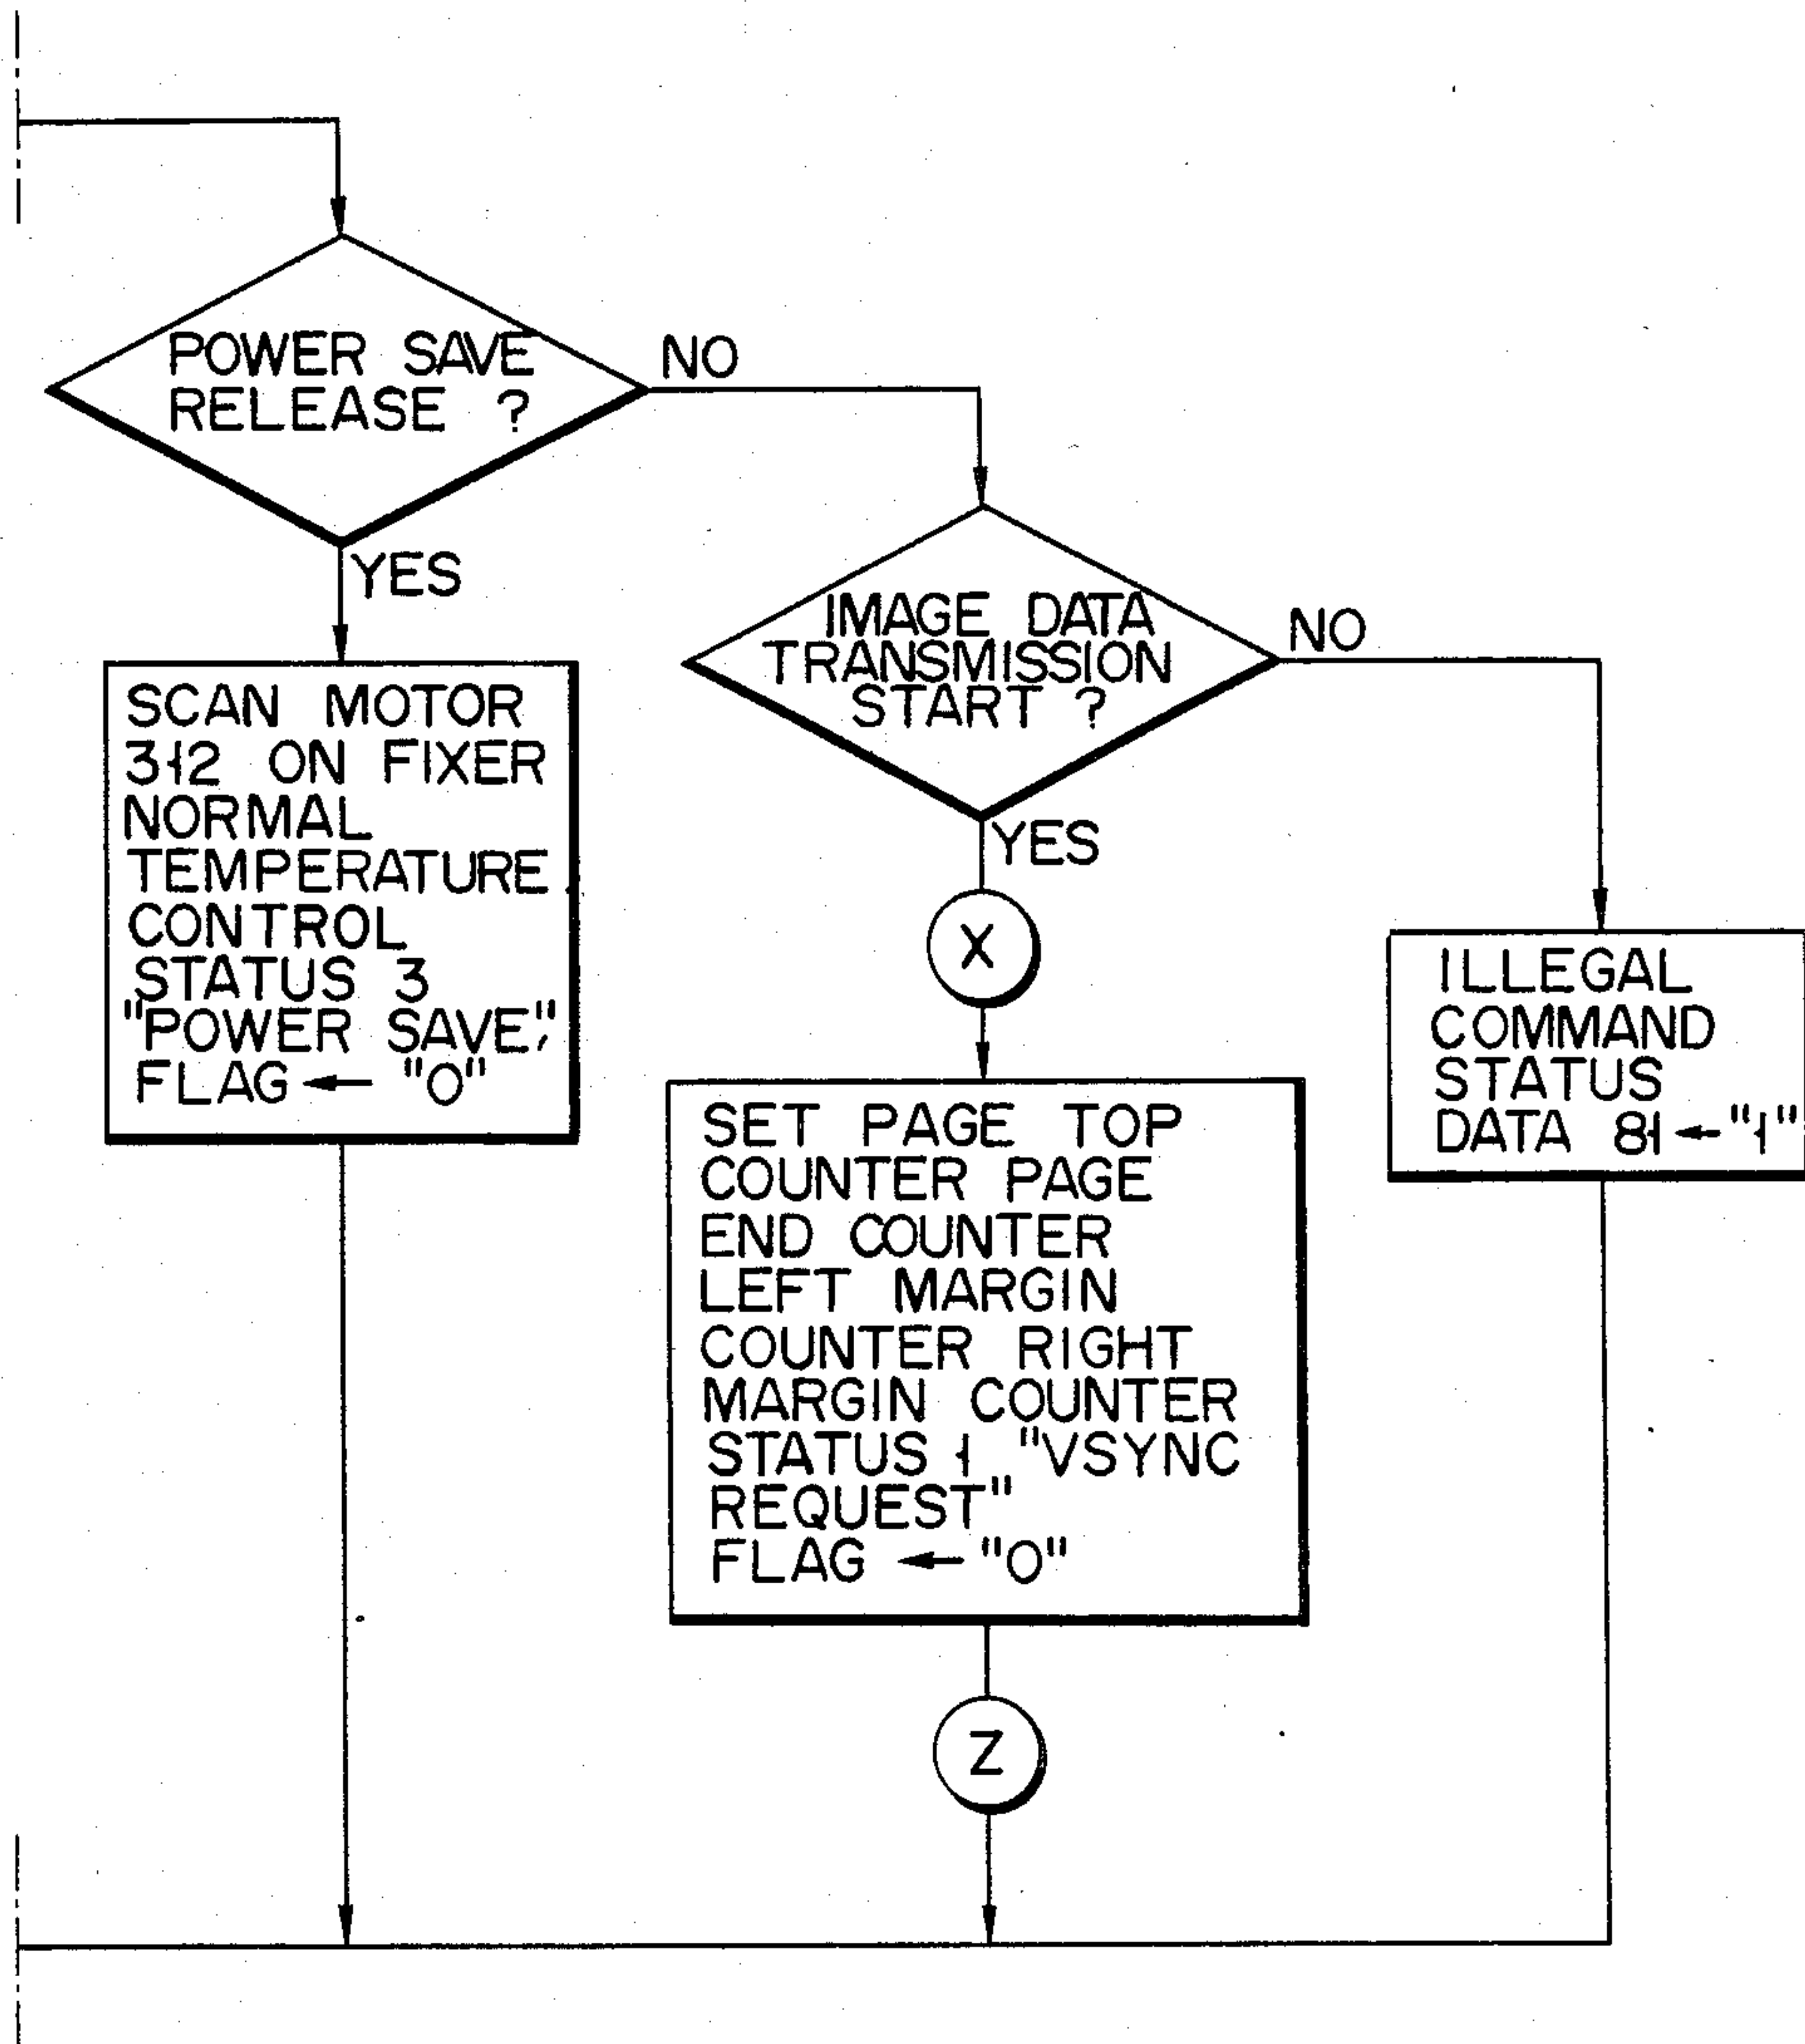 POWER SAVE
RELEASE ?
NO
YES
SCAN MOTOR
312 ON FIXER
NORMAL
TEMPERATURE
CONTROL
STATUS 3
"POWER SAVE"
FLAG ← "0"
IMAGE DATA
TRANSMISSION
START ?
NO
YES
X
SET PAGE TOP
COUNTER PAGE
END COUNTER
LEFT MARGIN
COUNTER RIGHT
MARGIN COUNTER
STATUS 1 "VSYNC
REQUEST"
FLAG ← "0"
Z
ILLEGAL
COMMAND
STATUS
DATA 81 ← "1"